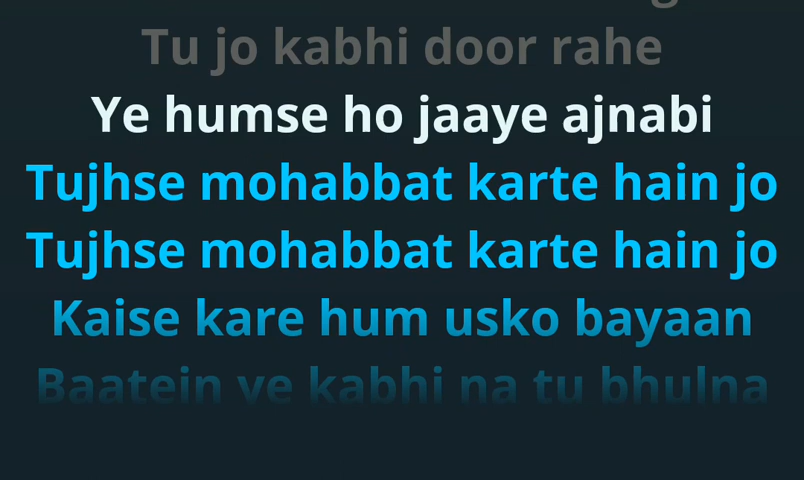 Tu jo kabhi door rahe
Ye humse ho jaaye ajnabi
Tujhse mohabbat karte hain jo
Tujhse mohabbat karte hain jo
Kaise kare hum usko bayaan
Baatein ye kabhi na tu bhulna